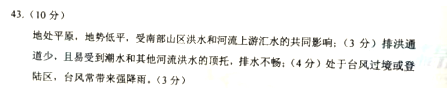 43.（10 分）
地处平原，地势低平，受南部山区洪水和河流上游汇水的共同影响；（3 分）排洪通
道少，且易受到潮水和其他河流洪水的顶托，排水不畅；（4 分）处于台风过境或登
陆区，台风常带来强降雨。（3 分）